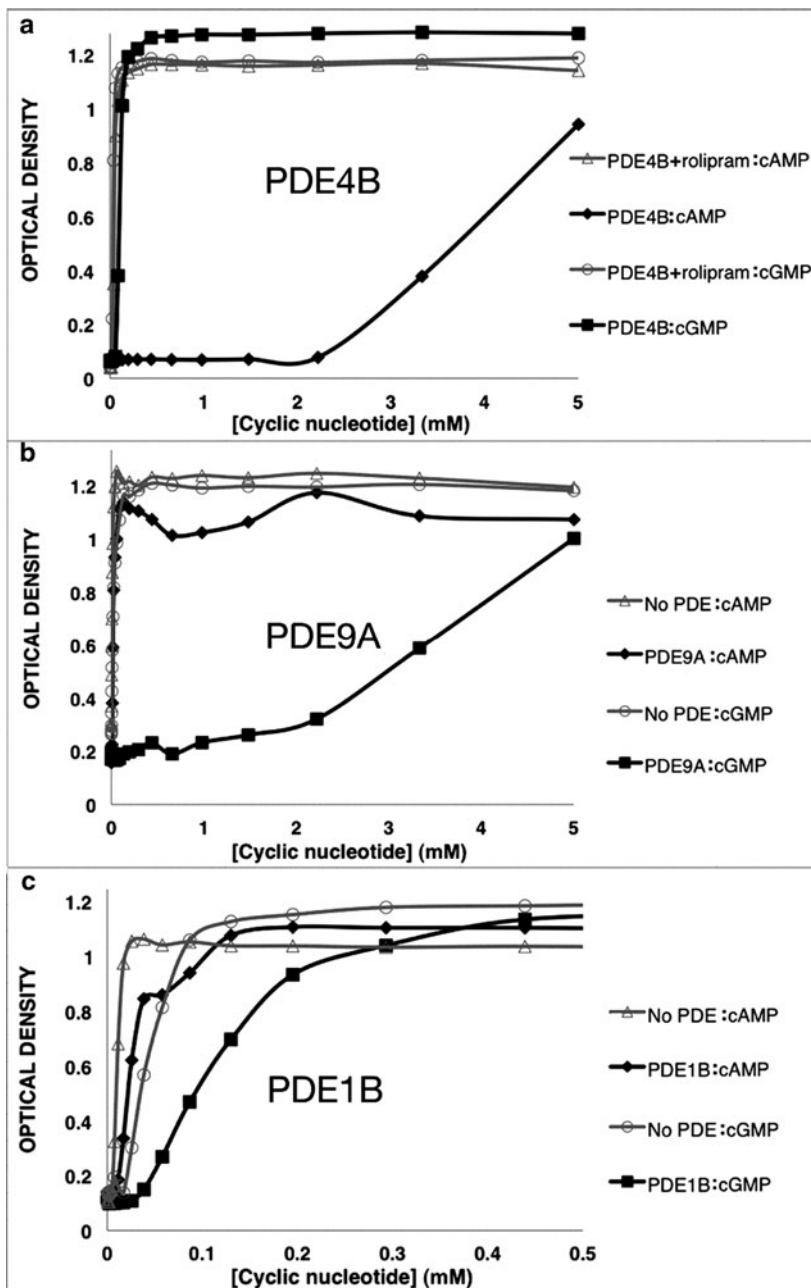 a
1.2
1
0.8
0.6
0.4
0.2
0
OPTICAL DENSITY
PDE4B
0 1 2 3 4 5
[Cyclic nucleotide] (mM)
PDE4B+rolipram:cAMP
PDE4B:cAMP
PDE4B+rolipram:cGMP
PDE4B:cGMP
b
1.2
1
0.8
0.6
0.4
0.2
0
OPTICAL DENSITY
PDE9A
0 1 2 3 4 5
[Cyclic nucleotide] (mM)
No PDE:cAMP
PDE9A:cAMP
No PDE:cGMP
PDE9A:cGMP
c
1.2
1
0.8
0.6
0.4
0.2
0
OPTICAL DENSITY
PDE1B
0 0.1 0.2 0.3 0.4 0.5
[Cyclic nucleotide] (mM)
No PDE:cAMP
PDE1B:cAMP
No PDE:cGMP
PDE1B:cGMP